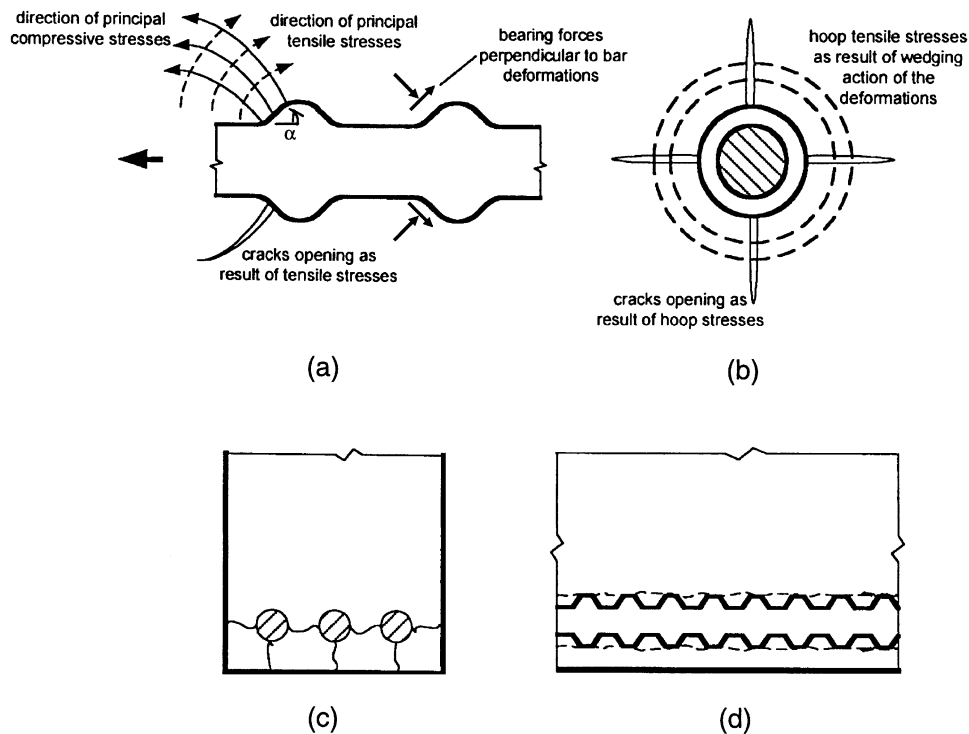 direction of principal
compressive stresses
direction of principal
tensile stresses
bearing forces
perpendicular to bar
deformations
α
cracks opening as
result of tensile stresses
(a)
hoop tensile stresses
as result of wedging
action of the
deformations
cracks opening as
result of hoop stresses
(b)
(c)
(d)